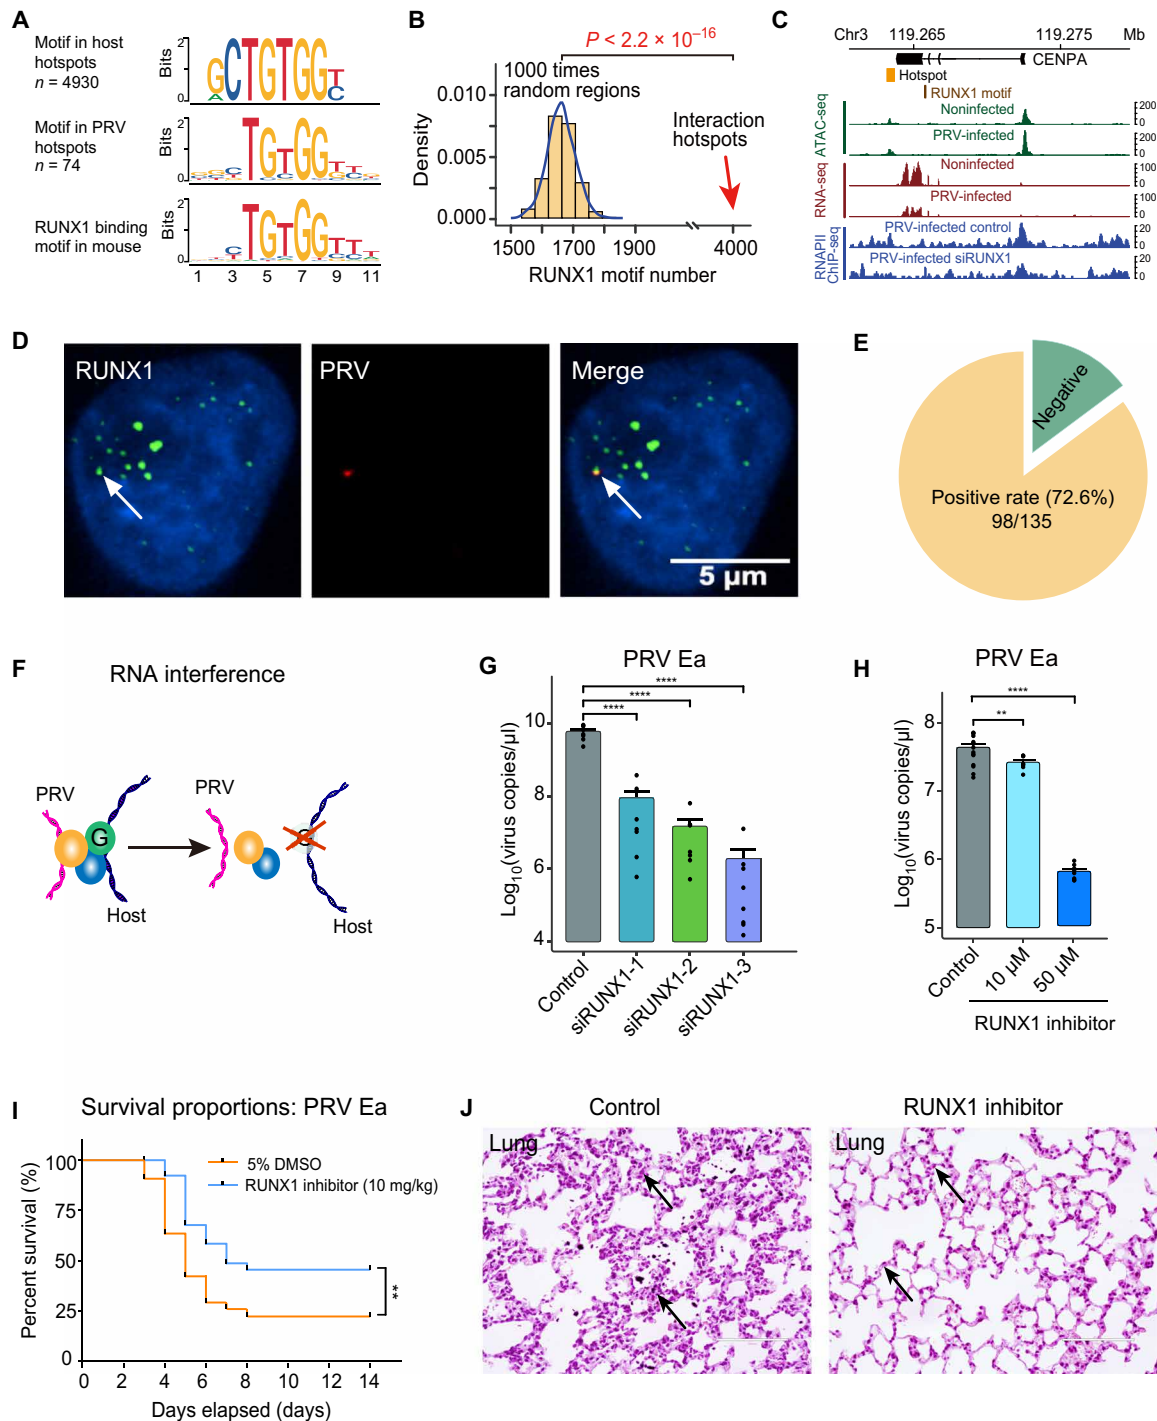 A
Motif in host
hotspots
n = 4930
Bits
2
0
GCTGTGGT
A C
Motif in PRV
hotspots
n = 74
Bits
2
0
TGTGG
RUNX1 binding
motif in mouse
Bits
2
0
TGTGG
1 3 5 7 9 11
B
P < 2.2 × 10⁻¹⁶
1000 times
random regions
Interaction
hotspots
Density
0.010
0.005
0.000
1500 1700 1900 4000
RUNX1 motif number
C
Chr3 119.265 119.275 Mb
CENPA
Hotspot
RUNX1 motif
ATAC-seq
Noninfected
200
0
PRV-infected
200
0
RNA-seq
Noninfected
100
0
PRV-infected
100
0
RNAPII
ChIP-seq
PRV-infected control
20
0
PRV-infected siRUNX1
20
0
D
RUNX1
PRV
Merge
5 μm
E
Negative
Positive rate (72.6%)
98/135
F
RNA interference
PRV
G
Host
PRV
G
Host
G
PRV Ea
****
****
****
Log₁₀(virus copies/μl)
10
8
6
4
Control
siRUNX1-1
siRUNX1-2
siRUNX1-3
H
PRV Ea
****
**
Log₁₀(virus copies/μl)
8
7
6
5
Control
10 μM
50 μM
RUNX1 inhibitor
I
Survival proportions: PRV Ea
5% DMSO
RUNX1 inhibitor (10 mg/kg)
Percent survival (%)
100
75
50
25
0
**
0 2 4 6 8 10 12 14
Days elapsed (days)
J
Control
Lung
RUNX1 inhibitor
Lung